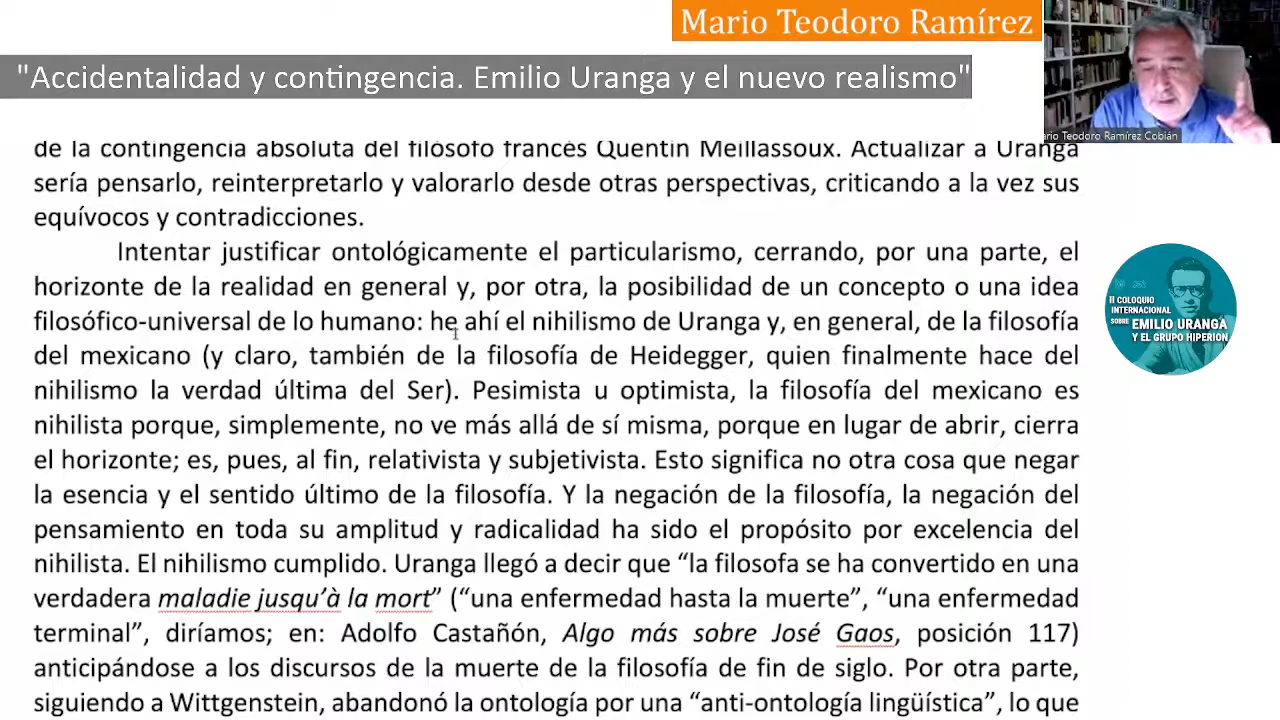 Mario Teodoro Ramírez
"Accidentalidad y contingencia. Emilio Uranga y el nuevo realismo"
ario Teodoro Ramírez Cobián
de la contingencia absoluta del filósofo francés Quentin Meillassoux. Actualizar a Uranga
sería pensarlo, reinterpretarlo y valorarlo desde otras perspectivas, criticando a la vez sus
equívocos y contradicciones.
Intentar justificar ontológicamente el particularismo, cerrando, por una parte, el
horizonte de la realidad en general y, por otra, la posibilidad de un concepto o una idea
filosófico-universal de lo humano: he ahí el nihilismo de Uranga y, en general, de la filosofía
del mexicano (y claro, también de la filosofía de Heidegger, quien finalmente hace del
nihilismo la verdad última del Ser). Pesimista u optimista, la filosofía del mexicano es
nihilista porque, simplemente, no ve más allá de sí misma, porque en lugar de abrir, cierra
el horizonte; es, pues, al fin, relativista y subjetivista. Esto significa no otra cosa que negar
la esencia y el sentido último de la filosofía. Y la negación de la filosofía, la negación del
pensamiento en toda su amplitud y radicalidad ha sido el propósito por excelencia del
nihilista. El nihilismo cumplido. Uranga llegó a decir que “la filosofa se ha convertido en una
verdadera maladie jusqu’à la mort” (“una enfermedad hasta la muerte”, “una enfermedad
terminal”, diríamos; en: Adolfo Castañón, Algo más sobre José Gaos, posición 117)
anticipándose a los discursos de la muerte de la filosofía de fin de siglo. Por otra parte,
siguiendo a Wittgenstein, abandonó la ontología por una “anti-ontología lingüística”, lo que
II COLOQUIO
INTERNACIONAL
SOBRE EMILIO URANGA
Y EL GRUPO HIPERION